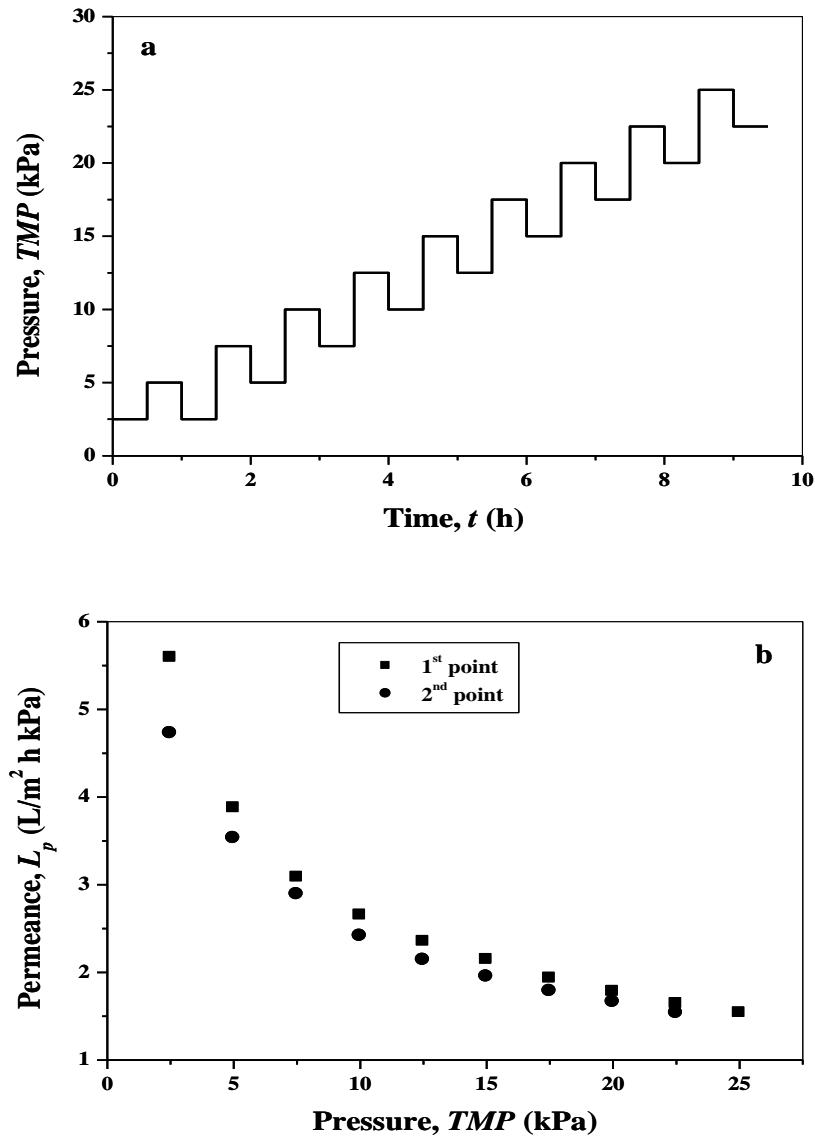 a
Pressure, TMP (kPa)
30
25
20
15
10
5
0
0 2 4 6 8 10
Time, t (h)
b
1st point
2nd point
Permeance, Lp (L/m² h kPa)
6
5
4
3
2
1
0 5 10 15 20 25
Pressure, TMP (kPa)